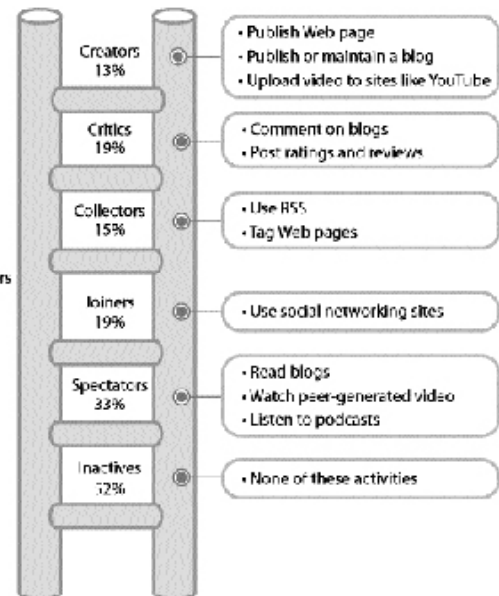 Creators
13%
• Publish Web page
• Publish or maintain a blog
• Upload video to sites like YouTube
Critics
19%
• Comment on blogs
• Post ratings and reviews
Collectors
15%
• Use RSS
• Tag Web pages
Joiners
19%
• Use social networking sites
Spectators
33%
• Read blogs
• Watch peer-generated video
• Listen to podcasts
Inactives
52%
• None of these activities